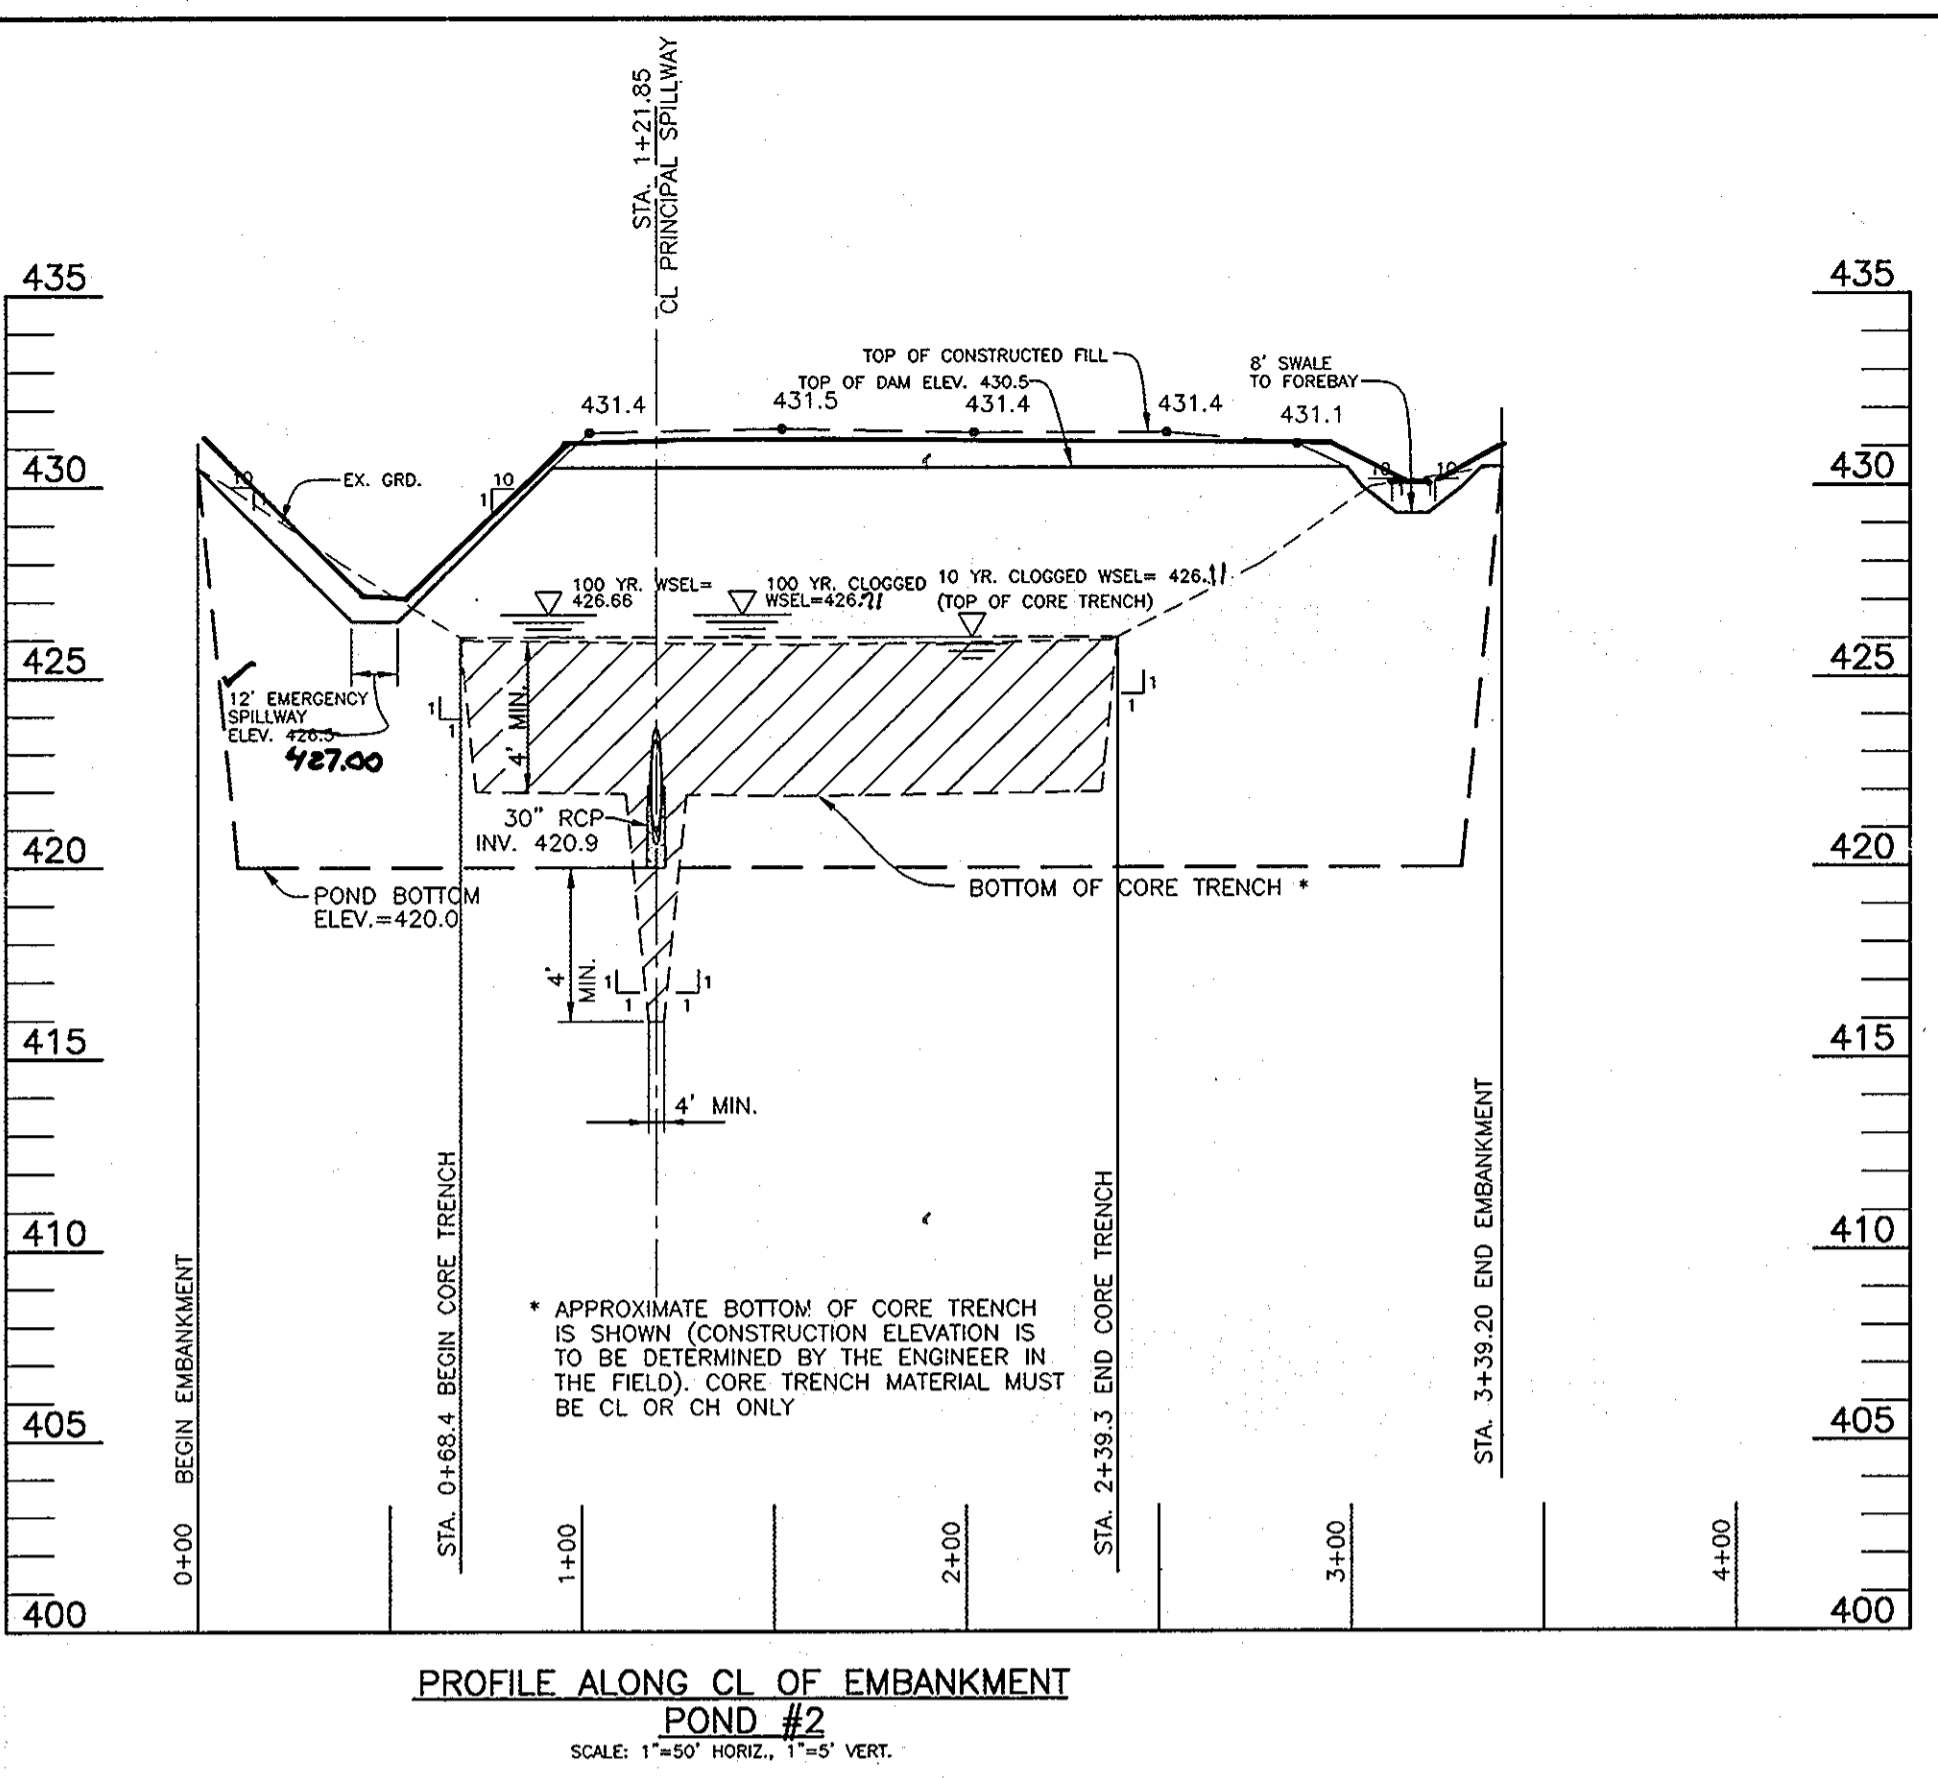 STA. 1+21.85
CL PRINCIPAL SPILLWAY
435
435
TOP OF CONSTRUCTED FILL
TOP OF DAM ELEV. 430.5
8' SWALE
TO FOREBAY
431.4
431.5
431.4
431.4
431.1
430
430
10
EX. GRD.
10
1
10
1
1
10
100 YR. WSEL=
426.66
100 YR. CLOGGED
WSEL=426.71
10 YR. CLOGGED WSEL= 426.11
(TOP OF CORE TRENCH)
425
425
12' EMERGENCY
SPILLWAY
ELEV. 426.5
427.00
1
1
4' MIN.
1
1
30" RCP
INV. 420.9
420
420
POND BOTTOM
ELEV.=420.0
BOTTOM OF CORE TRENCH *
4'
MIN.
1
1
1
1
415
415
4' MIN.
410
410
* APPROXIMATE BOTTOM OF CORE TRENCH
IS SHOWN (CONSTRUCTION ELEVATION IS
TO BE DETERMINED BY THE ENGINEER IN
THE FIELD). CORE TRENCH MATERIAL MUST
BE CL OR CH ONLY
405
405
0+00 BEGIN EMBANKMENT
STA. 0+68.4 BEGIN CORE TRENCH
1+00
2+00
STA. 2+39.3 END CORE TRENCH
3+00
STA. 3+39.20 END EMBANKMENT
4+00
400
400
PROFILE ALONG CL OF EMBANKMENT
POND #2
SCALE: 1"=50' HORIZ., 1"=5' VERT.